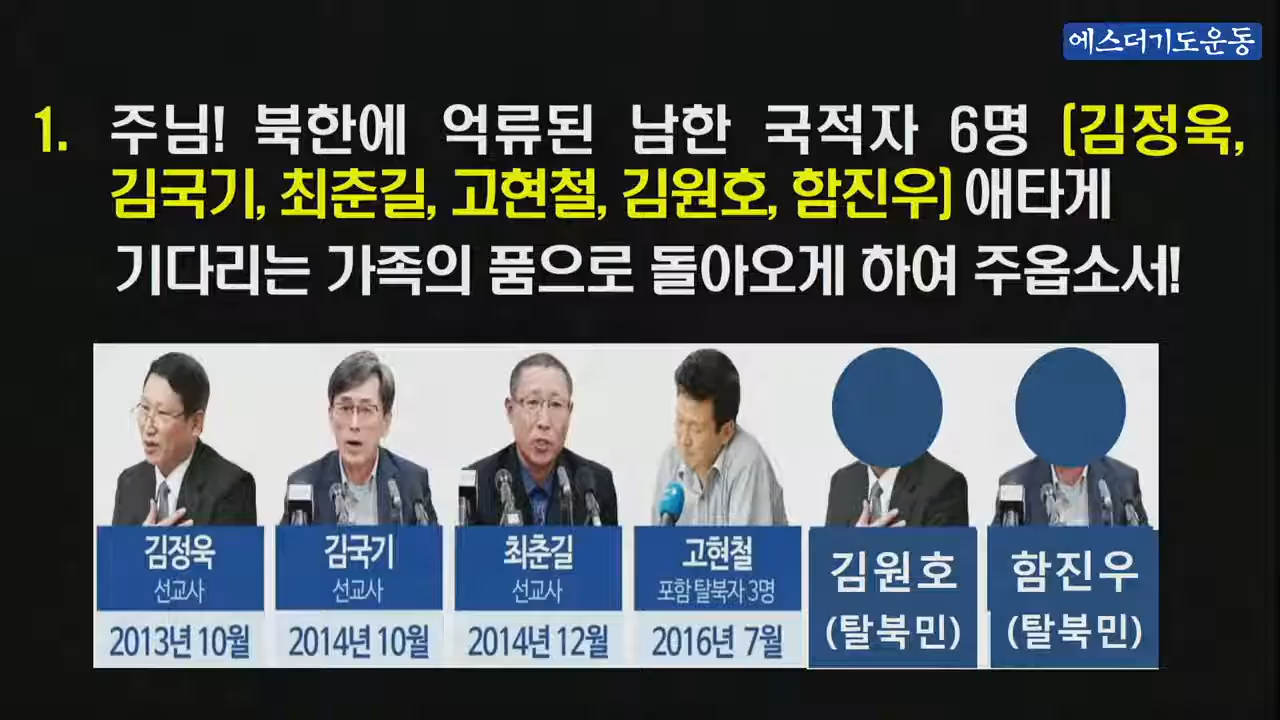 에스더기도운동
1. 주님! 북한에 억류된 남한 국적자 6명 (김정욱,
김국기, 최춘길, 고현철, 김원호, 함진우) 애타게
기다리는 가족의 품으로 돌아오게 하여 주옵소서!
김정욱 김국기 최춘길 고현철 김원호 함진우
선교사 선교사 선교사 포함 탈북자 3명 (탈북민) (탈북민)
2013년 10월 2014년 10월 2014년 12월 2016년 7월